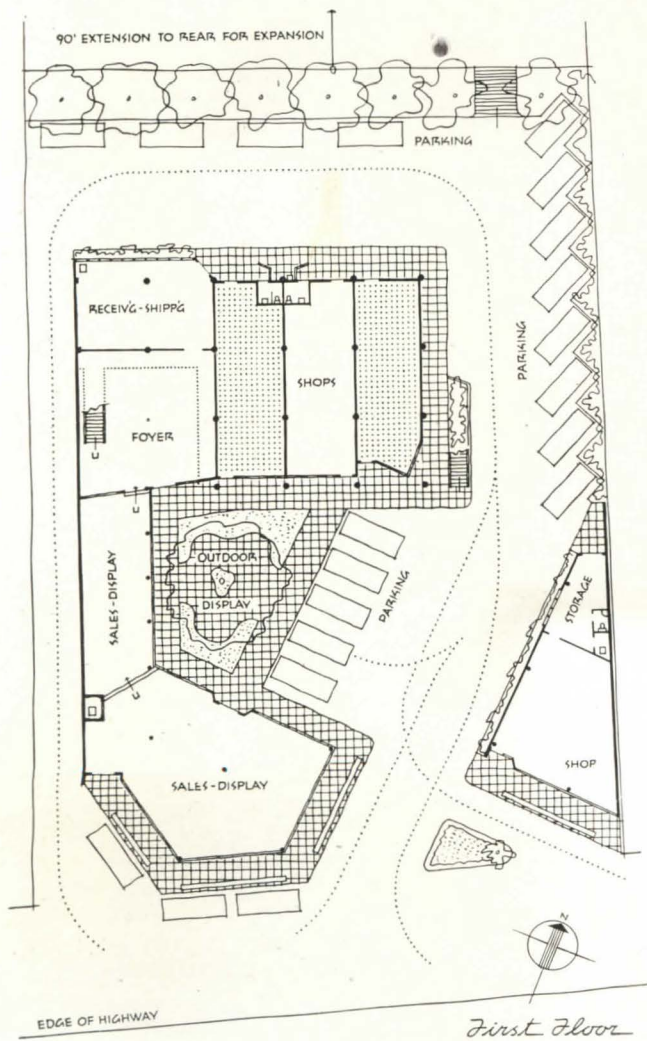 90' EXTENSION TO REAR FOR EXPANSION
PARKING
RECEIV'G-SHIPP'G
SHOPS
PARKING
FOYER
SALES-DISPLAY
OUTDOOR
DISPLAY
PARKING
STORAGE
SALES-DISPLAY
SHOP
N
EDGE OF HIGHWAY
First Floor